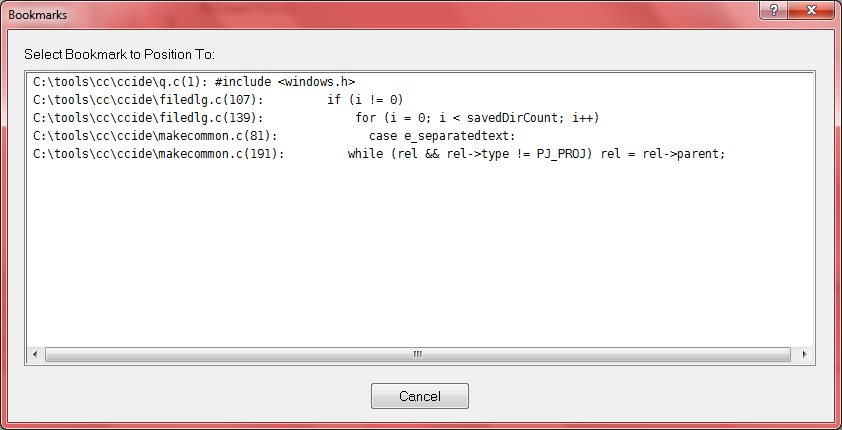 Bookmarks
Select Bookmark to Position To:
C:\tools\cc\ccide\q.c(1): #include <windows.h>
C:\tools\cc\ccide\filedlg.c(107):         if (i != 0)
C:\tools\cc\ccide\filedlg.c(139):             for (i = 0; i < savedDirCount; i++)
C:\tools\cc\ccide\makecommon.c(81):             case e_separatedtext:
C:\tools\cc\ccide\makecommon.c(191):         while (rel && rel->type != PJ_PROJ) rel = rel->parent;
Cancel